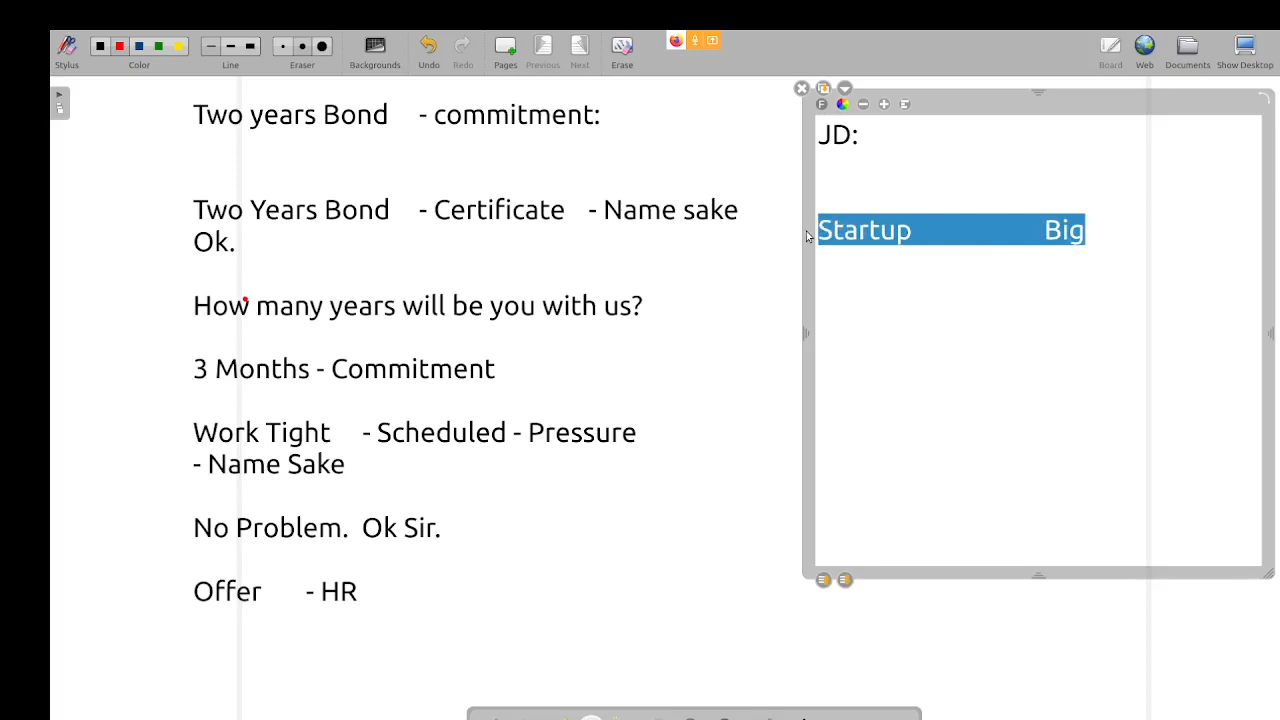 Stylus Color Line Eraser Backgrounds Undo Redo Pages Previous Next Erase Board Web Documents Show Desktop
Two years Bond - commitment:
Two Years Bond - Certificate - Name sake
Ok.
How many years will be you with us?
3 Months - Commitment
Work Tight - Scheduled - Pressure
- Name Sake
No Problem. Ok Sir.
Offer - HR
F
JD:
Startup Big